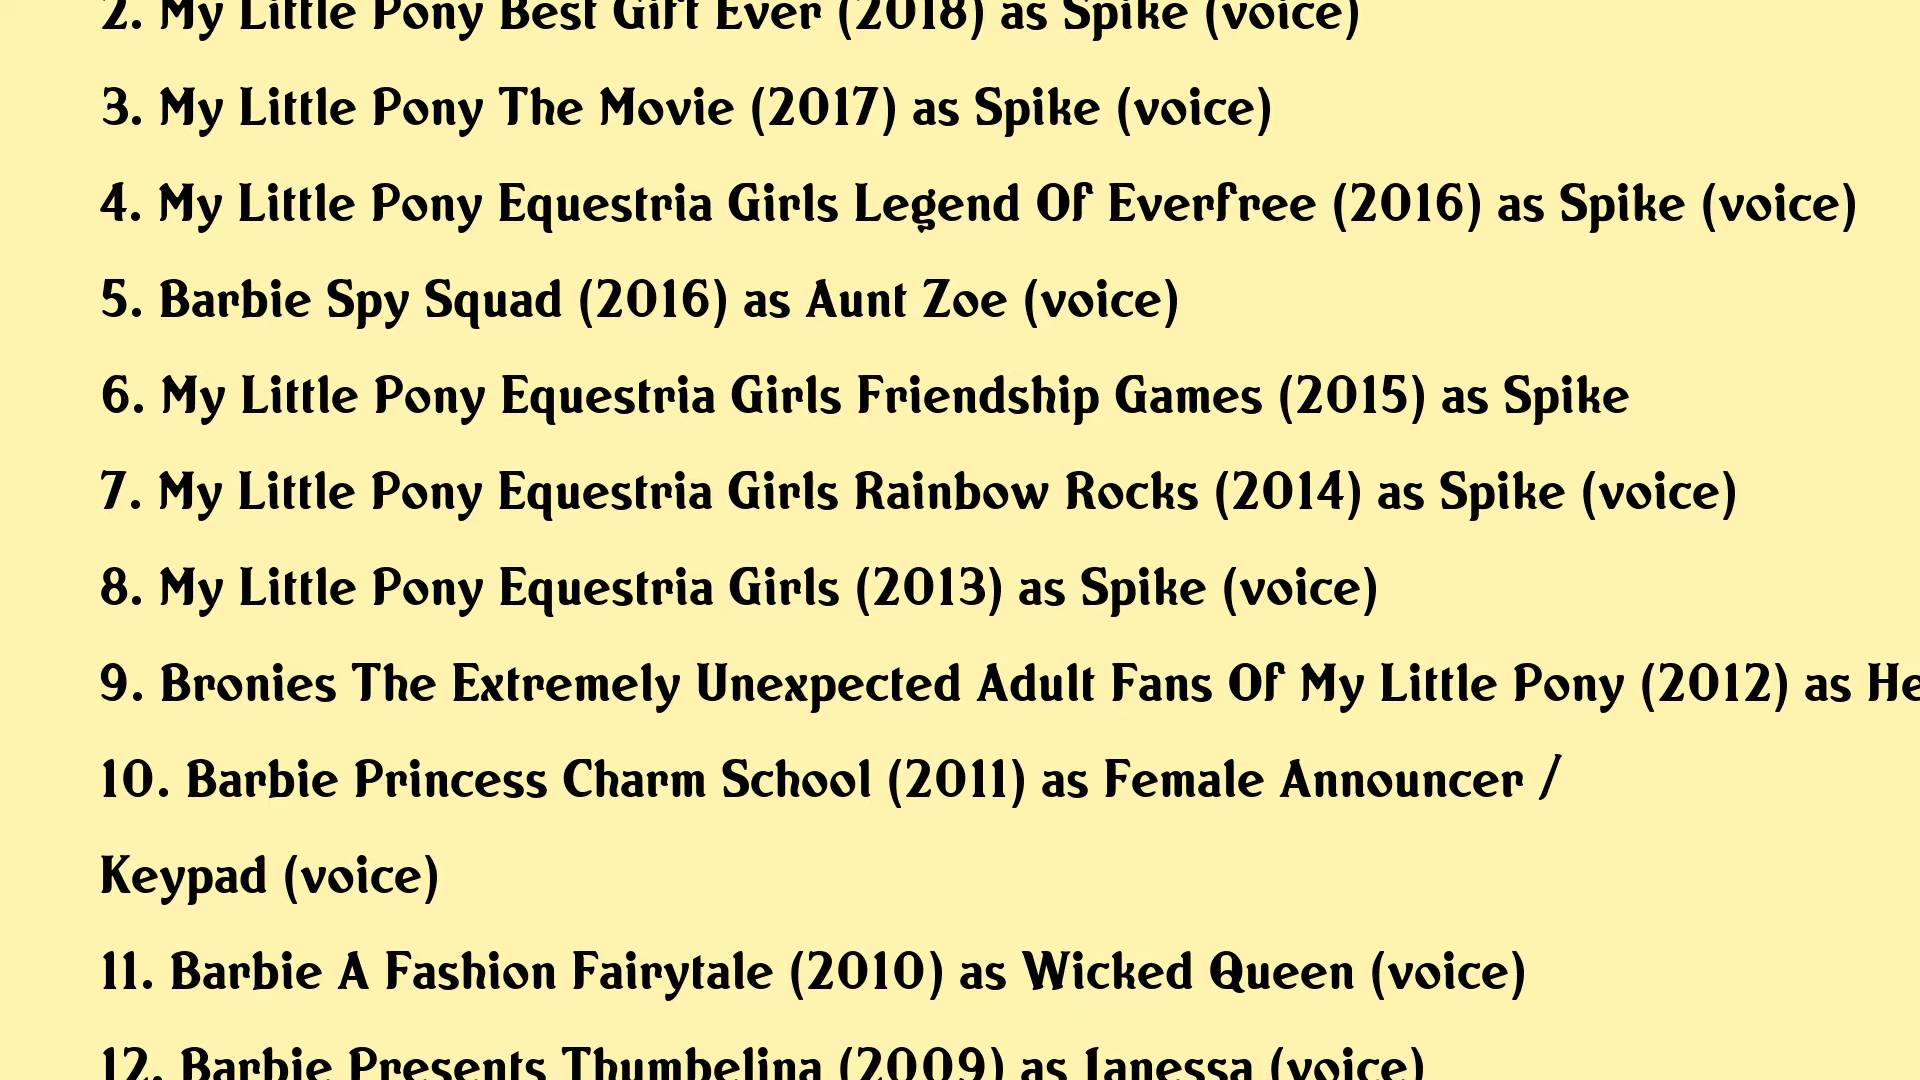 2. My Little Pony Best Gift Ever (2018) as Spike (voice)
3. My Little Pony The Movie (2017) as Spike (voice)
4. My Little Pony Equestria Girls Legend Of Everfree (2016) as Spike (voice)
5. Barbie Spy Squad (2016) as Aunt Zoe (voice)
6. My Little Pony Equestria Girls Friendship Games (2015) as Spike
7. My Little Pony Equestria Girls Rainbow Rocks (2014) as Spike (voice)
8. My Little Pony Equestria Girls (2013) as Spike (voice)
9. Bronies The Extremely Unexpected Adult Fans Of My Little Pony (2012) as He
10. Barbie Princess Charm School (2011) as Female Announcer /
Keypad (voice)
11. Barbie A Fashion Fairytale (2010) as Wicked Queen (voice)
12. Barbie Presents Thumbelina (2009) as Janessa (voice)